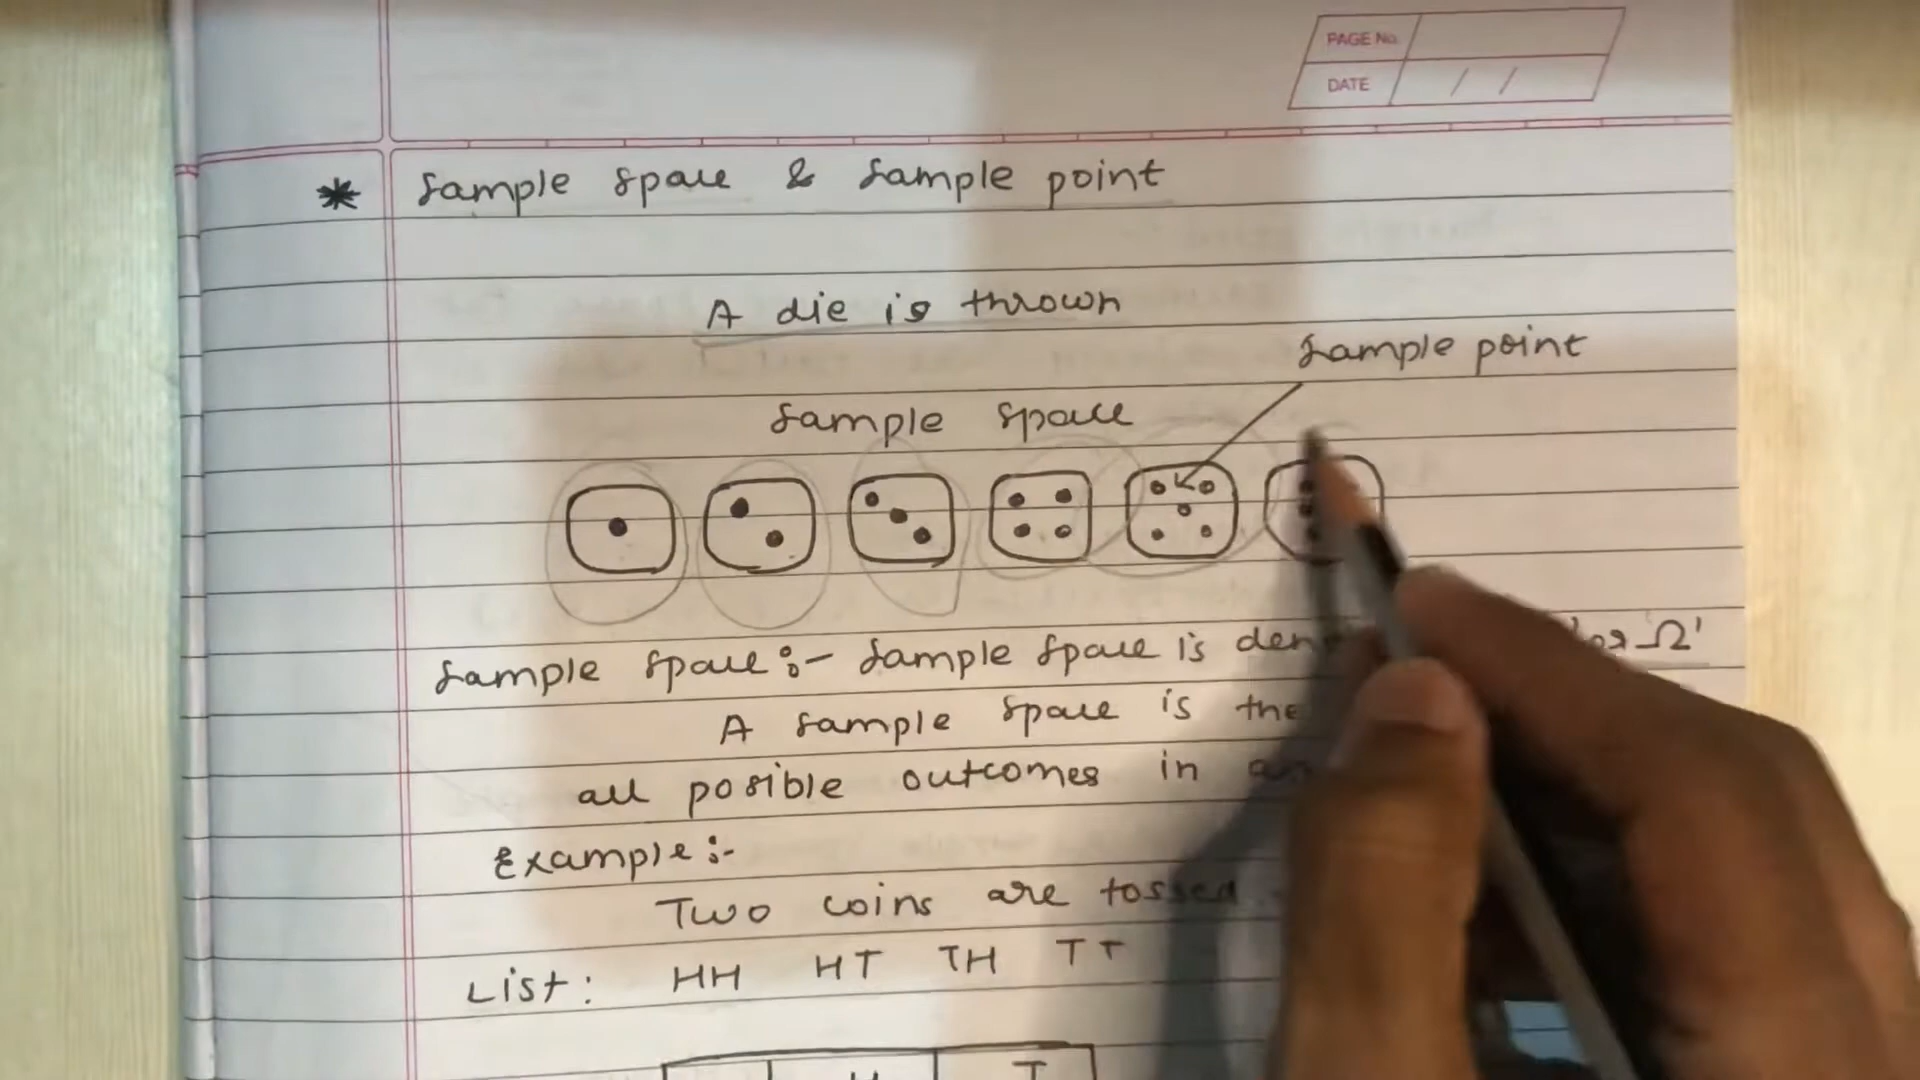 PAGE No.
DATE / /
* Sample space & Sample point
A die is thrown
Sample point
Sample space
Sample space :- Sample space is or Ω'
A sample space is the
all posible outcomes in
Example :-
Two coins are tossed
List : HH HT TH TT
H T